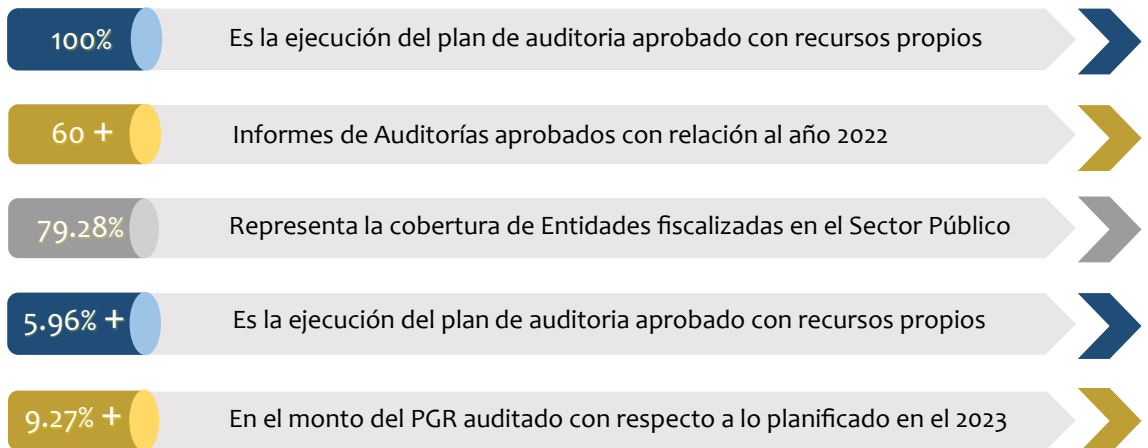 100% Es la ejecución del plan de auditoria aprobado con recursos propios
60 + Informes de Auditorías aprobados con relación al año 2022
79.28% Representa la cobertura de Entidades fiscalizadas en el Sector Público
5.96% + Es la ejecución del plan de auditoria aprobado con recursos propios
9.27% + En el monto del PGR auditado con respecto a lo planificado en el 2023